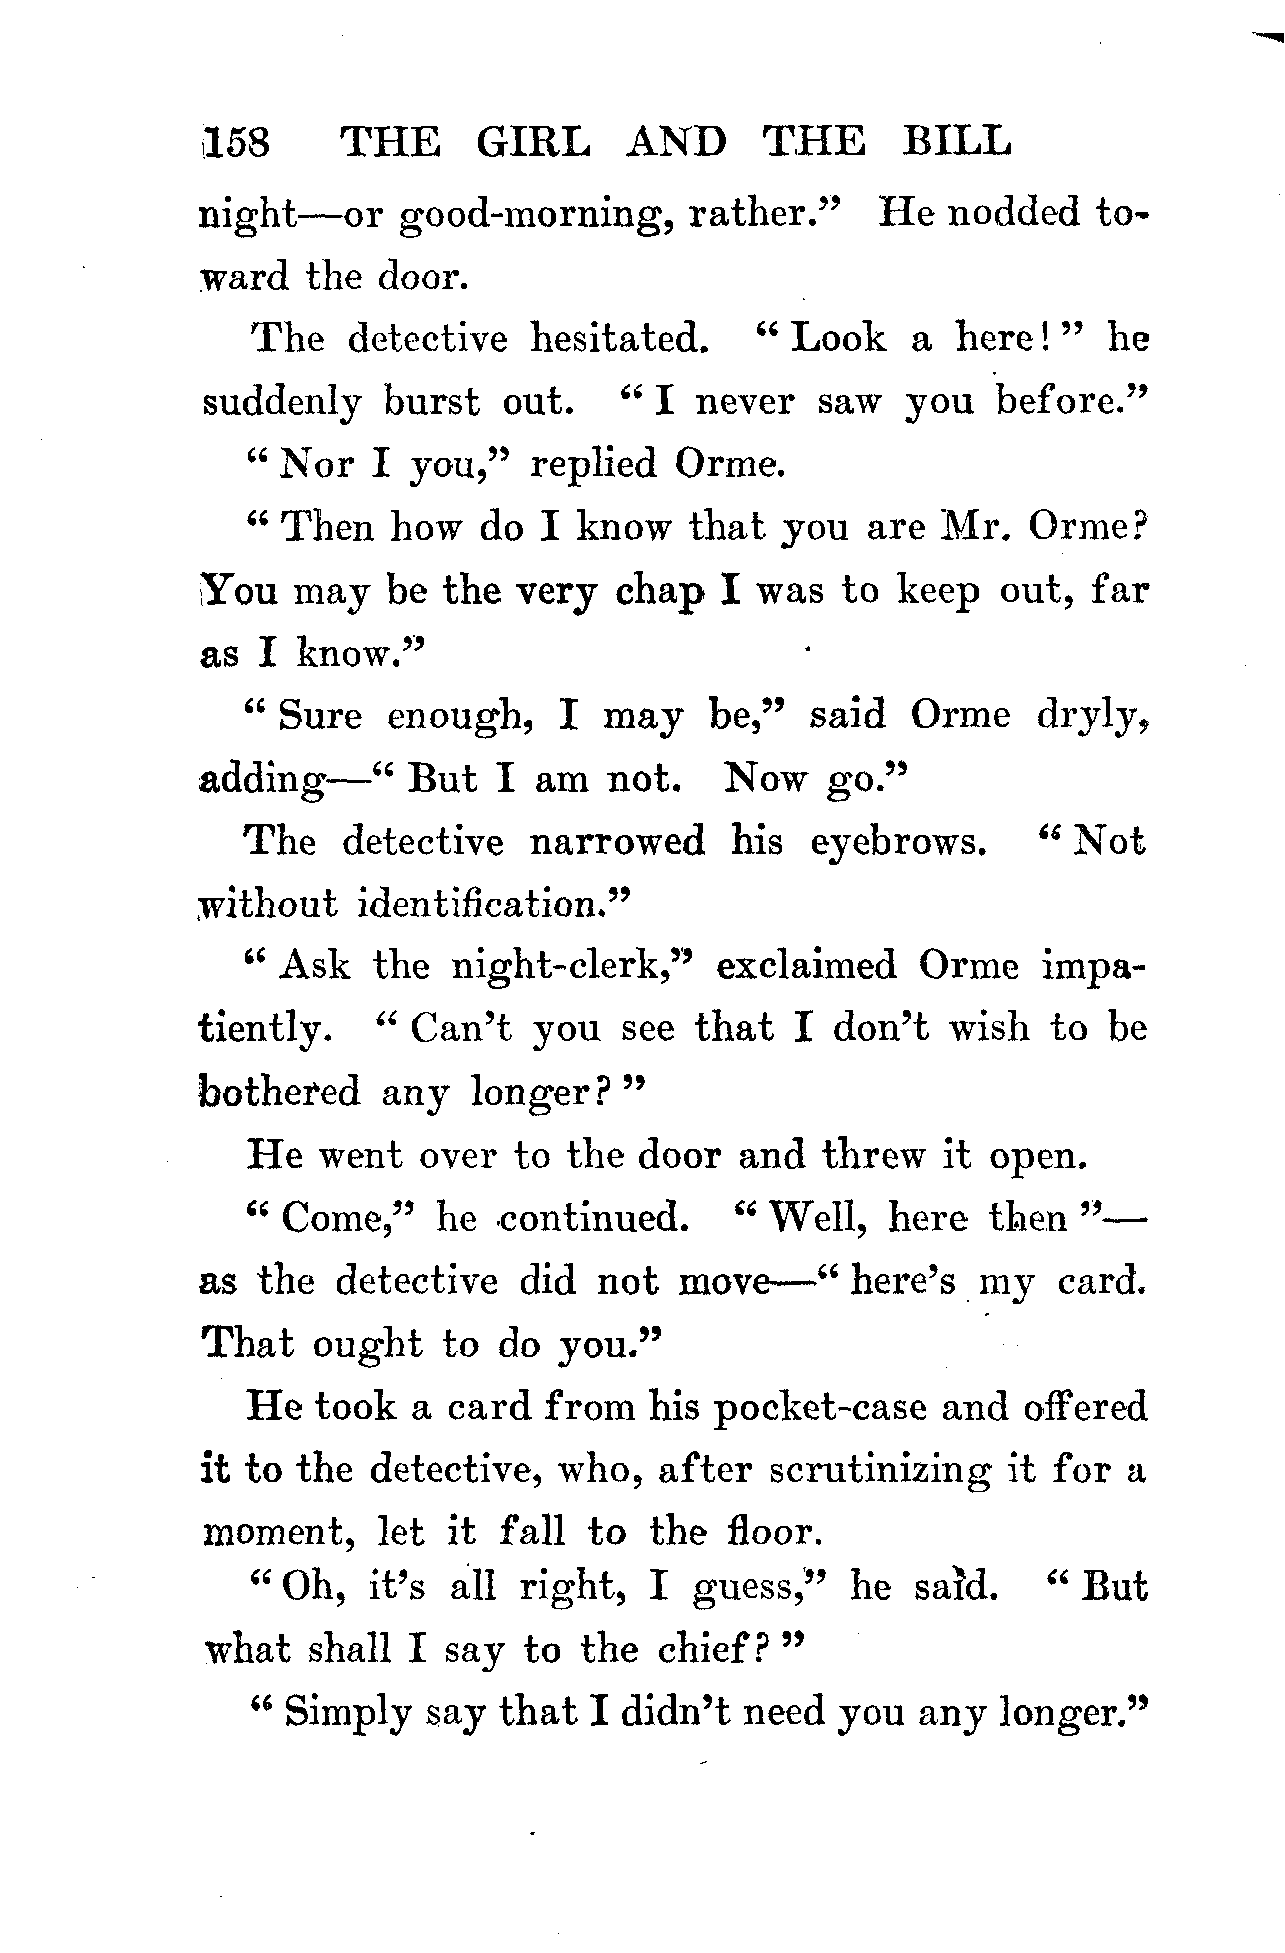 158 THE GIRL AND THE BILL
night—or good-morning, rather.” He nodded to-
ward the door.
The detective hesitated. “ Look a here! ” he
suddenly burst out. “ I never saw you before.”
“ Nor I you,” replied Orme.
“ Then how do I know that you are Mr. Orme?
You may be the very chap I was to keep out, far
as I know.”
“ Sure enough, I may be,” said Orme dryly,
adding—“ But I am not. Now go.”
The detective narrowed his eyebrows. “ Not
without identification.”
“ Ask the night-clerk,” exclaimed Orme impa-
tiently. “ Can’t you see that I don’t wish to be
bothered any longer? ”
He went over to the door and threw it open.
“ Come,” he continued. “ Well, here then ”—
as the detective did not move—“ here’s my card.
That ought to do you.”
He took a card from his pocket-case and offered
it to the detective, who, after scrutinizing it for a
moment, let it fall to the floor.
“ Oh, it’s all right, I guess,” he said. “ But
what shall I say to the chief? ”
“ Simply say that I didn’t need you any longer.”